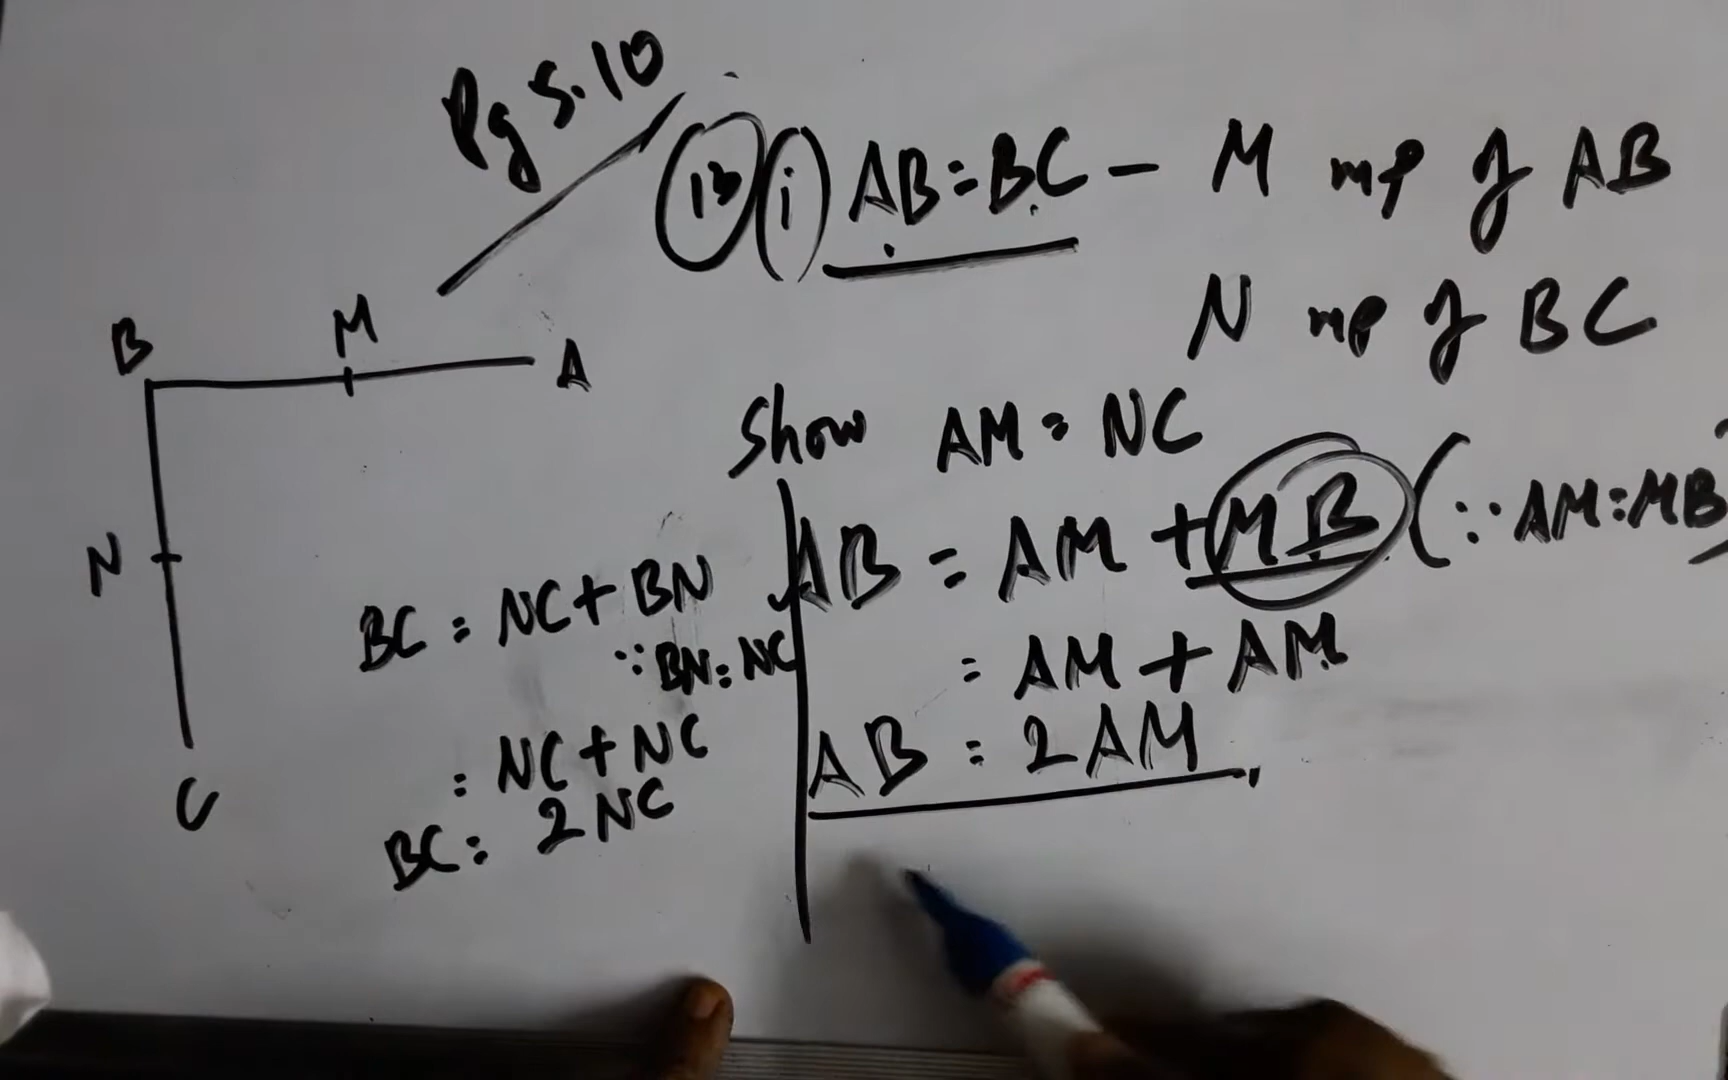 Pg 5.10
(i) AB = BC - M mp of AB
N mp of BC
B M A
N
C
Show AM = NC
AB = AM + MB (∵ AM = MB)
= AM + AM
AB = 2AM
BC = NC + BN
∵ BN = NC
= NC + NC
BC = 2NC